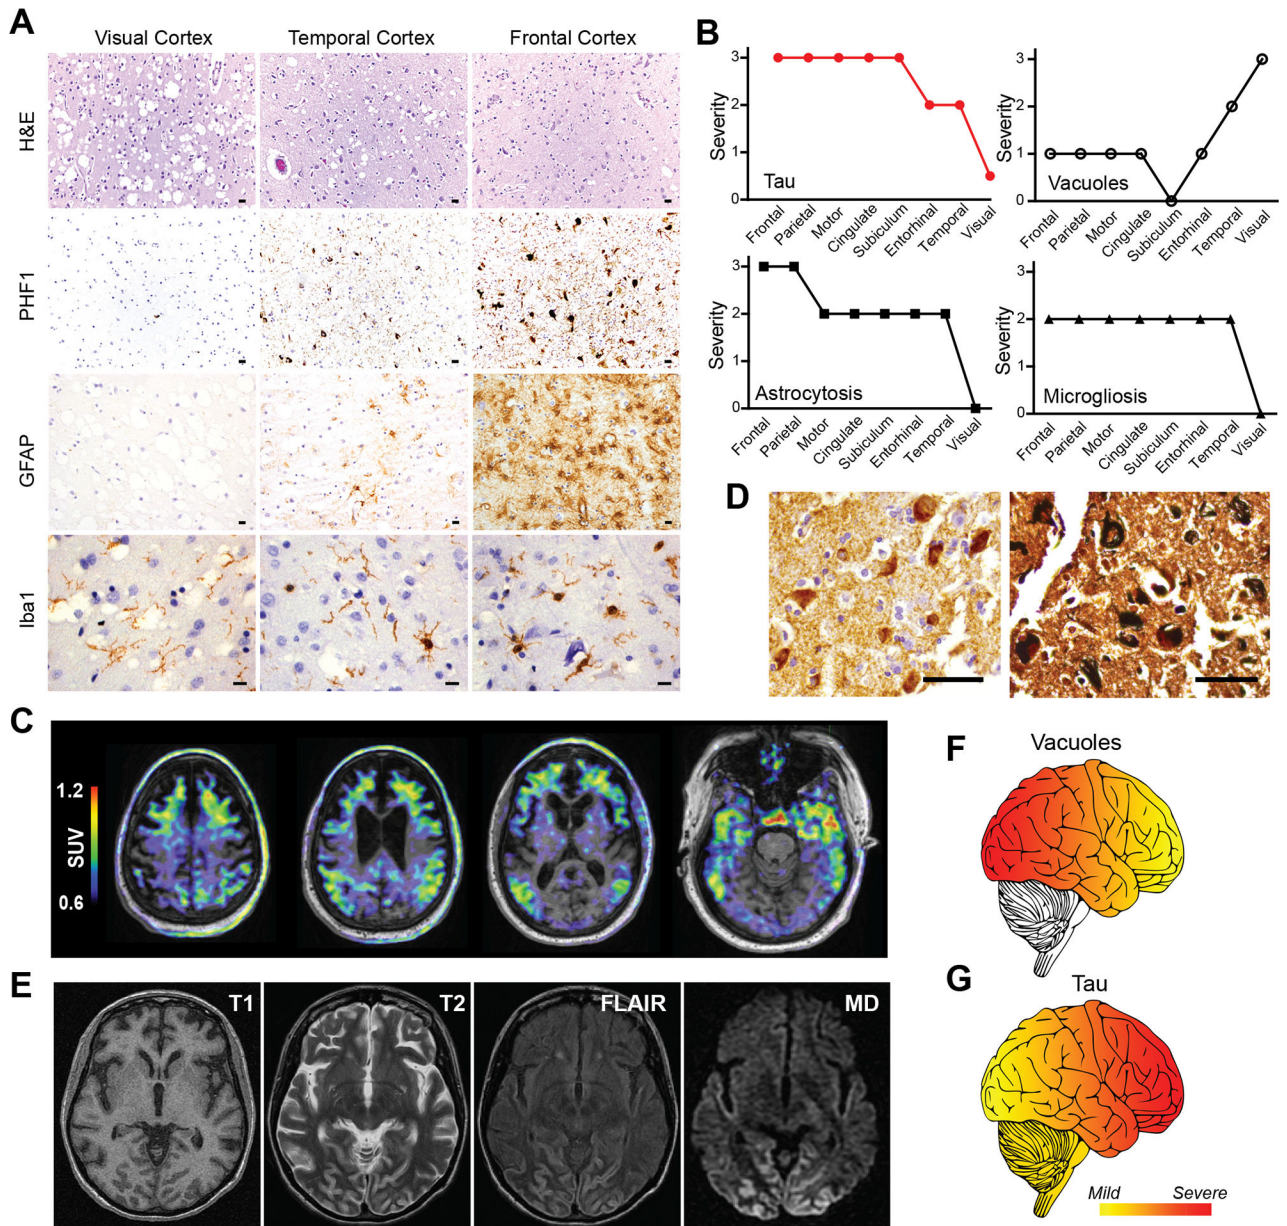 A
Visual Cortex
Temporal Cortex
Frontal Cortex
H&E
PHF1
GFAP
Iba1
B
Severity
3
2
1
0
Tau
Frontal
Parietal
Motor
Cingulate
Subiculum
Entorhinal
Temporal
Visual
Severity
3
2
1
0
Vacuoles
Frontal
Parietal
Motor
Cingulate
Subiculum
Entorhinal
Temporal
Visual
Severity
3
2
1
0
Astrocytosis
Frontal
Parietal
Motor
Cingulate
Subiculum
Entorhinal
Temporal
Visual
Severity
3
2
1
0
Microgliosis
Frontal
Parietal
Motor
Cingulate
Subiculum
Entorhinal
Temporal
Visual
D
C
1.2
SUV
0.6
E
T1
T2
FLAIR
MD
F
Vacuoles
G
Tau
Mild
Severe